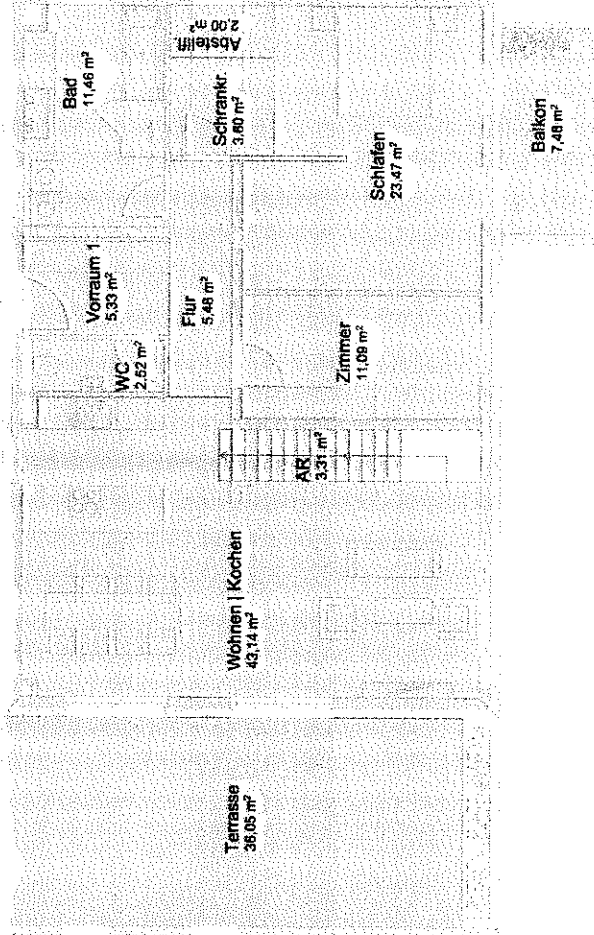 Bad
11,46 m²
Abstellfl.
2,00 m²
Schrankr.
3,60 m²
Vorraum 1
5,33 m²
Flur
5,48 m²
WC
2,52 m²
Schlafen
23,47 m²
Balkon
7,48 m²
Zimmer
11,09 m²
AR
3,31 m²
Wohnen | Kochen
43,14 m²
Terrasse
36,05 m²